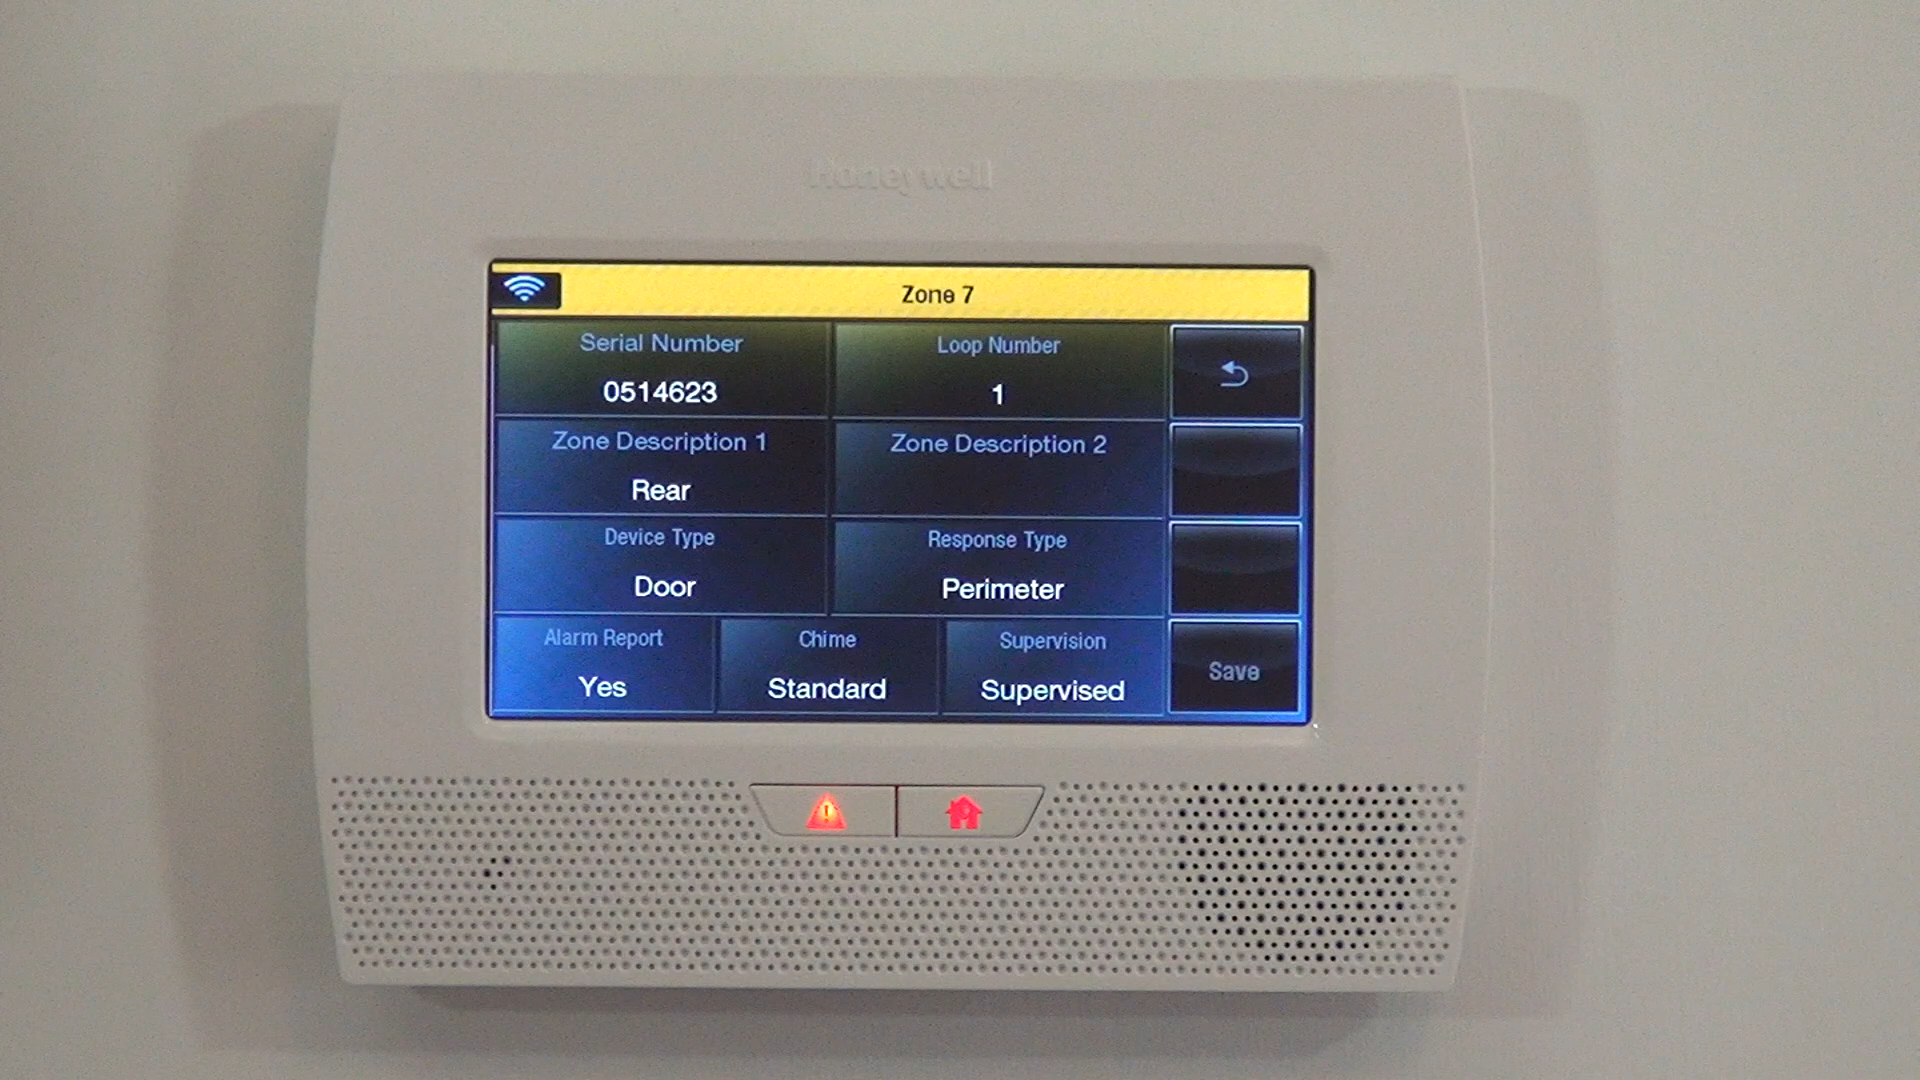 Honeywell
Zone 7
Serial Number
0514623
Loop Number
1
Zone Description 1
Rear
Zone Description 2
Device Type
Door
Response Type
Perimeter
Alarm Report
Yes
Chime
Standard
Supervision
Supervised
Save